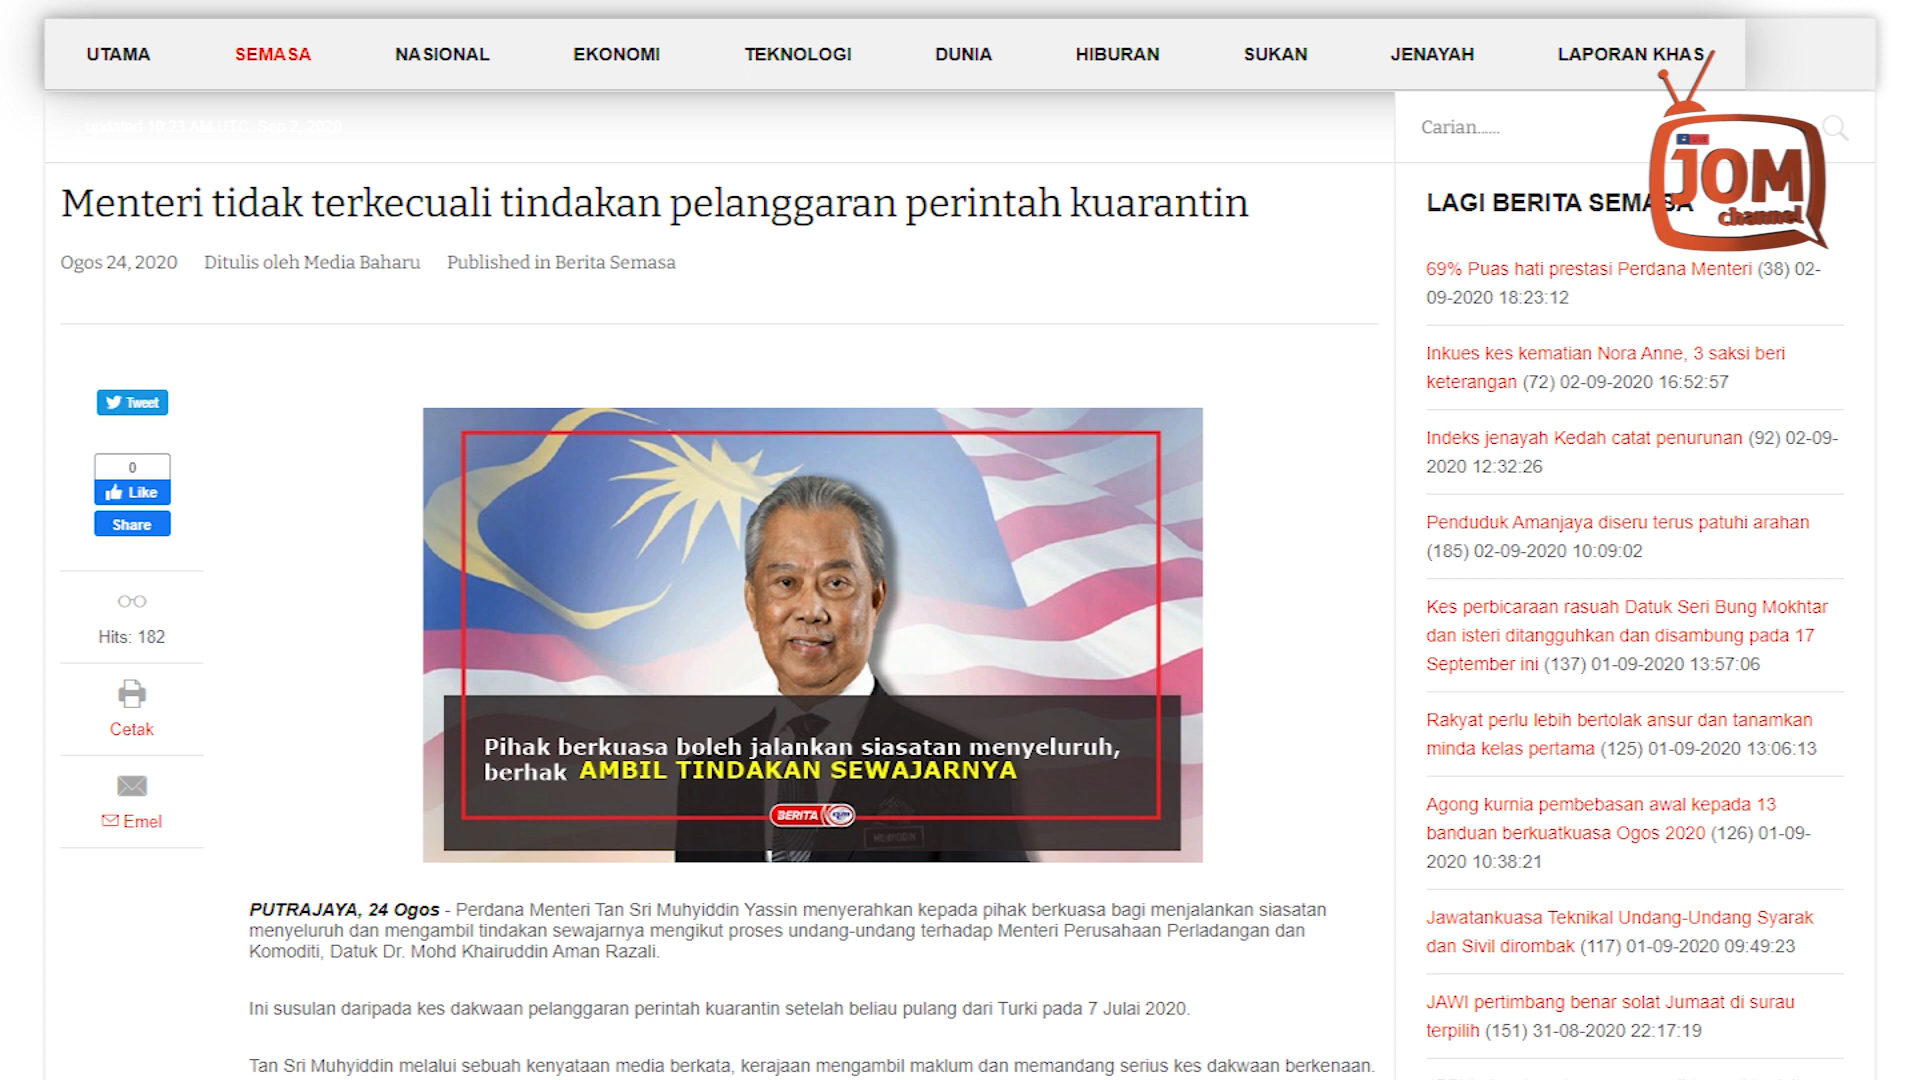 UTAMA SEMASA NASIONAL EKONOMI TEKNOLOGI DUNIA HIBURAN SUKAN JENAYAH LAPORAN KHAS
updated 10:23 AM UTC, Sep 2, 2020
Carian......
JOM
channel
Menteri tidak terkecuali tindakan pelanggaran perintah kuarantin
Ogos 24, 2020 Ditulis oleh Media Baharu Published in Berita Semasa
Tweet
0
Like
Share
Hits: 182
Cetak
Emel
Pihak berkuasa boleh jalankan siasatan menyeluruh,
berhak AMBIL TINDAKAN SEWAJARNYA
BERITA
PUTRAJAYA, 24 Ogos - Perdana Menteri Tan Sri Muhyiddin Yassin menyerahkan kepada pihak berkuasa bagi menjalankan siasatan
menyeluruh dan mengambil tindakan sewajarnya mengikut proses undang-undang terhadap Menteri Perusahaan Perladangan dan
Komoditi, Datuk Dr. Mohd Khairuddin Aman Razali.
Ini susulan daripada kes dakwaan pelanggaran perintah kuarantin setelah beliau pulang dari Turki pada 7 Julai 2020.
Tan Sri Muhyiddin melalui sebuah kenyataan media berkata, kerajaan mengambil maklum dan memandang serius kes dakwaan berkenaan.
LAGI BERITA SEMASA
69% Puas hati prestasi Perdana Menteri (38) 02-
09-2020 18:23:12
Inkues kes kematian Nora Anne, 3 saksi beri
keterangan (72) 02-09-2020 16:52:57
Indeks jenayah Kedah catat penurunan (92) 02-09-
2020 12:32:26
Penduduk Amanjaya diseru terus patuhi arahan
(185) 02-09-2020 10:09:02
Kes perbicaraan rasuah Datuk Seri Bung Mokhtar
dan isteri ditangguhkan dan disambung pada 17
September ini (137) 01-09-2020 13:57:06
Rakyat perlu lebih bertolak ansur dan tanamkan
minda kelas pertama (125) 01-09-2020 13:06:13
Agong kurnia pembebasan awal kepada 13
banduan berkuatkuasa Ogos 2020 (126) 01-09-
2020 10:38:21
Jawatankuasa Teknikal Undang-Undang Syarak
dan Sivil dirombak (117) 01-09-2020 09:49:23
JAWI pertimbang benar solat Jumaat di surau
terpilih (151) 31-08-2020 22:17:19